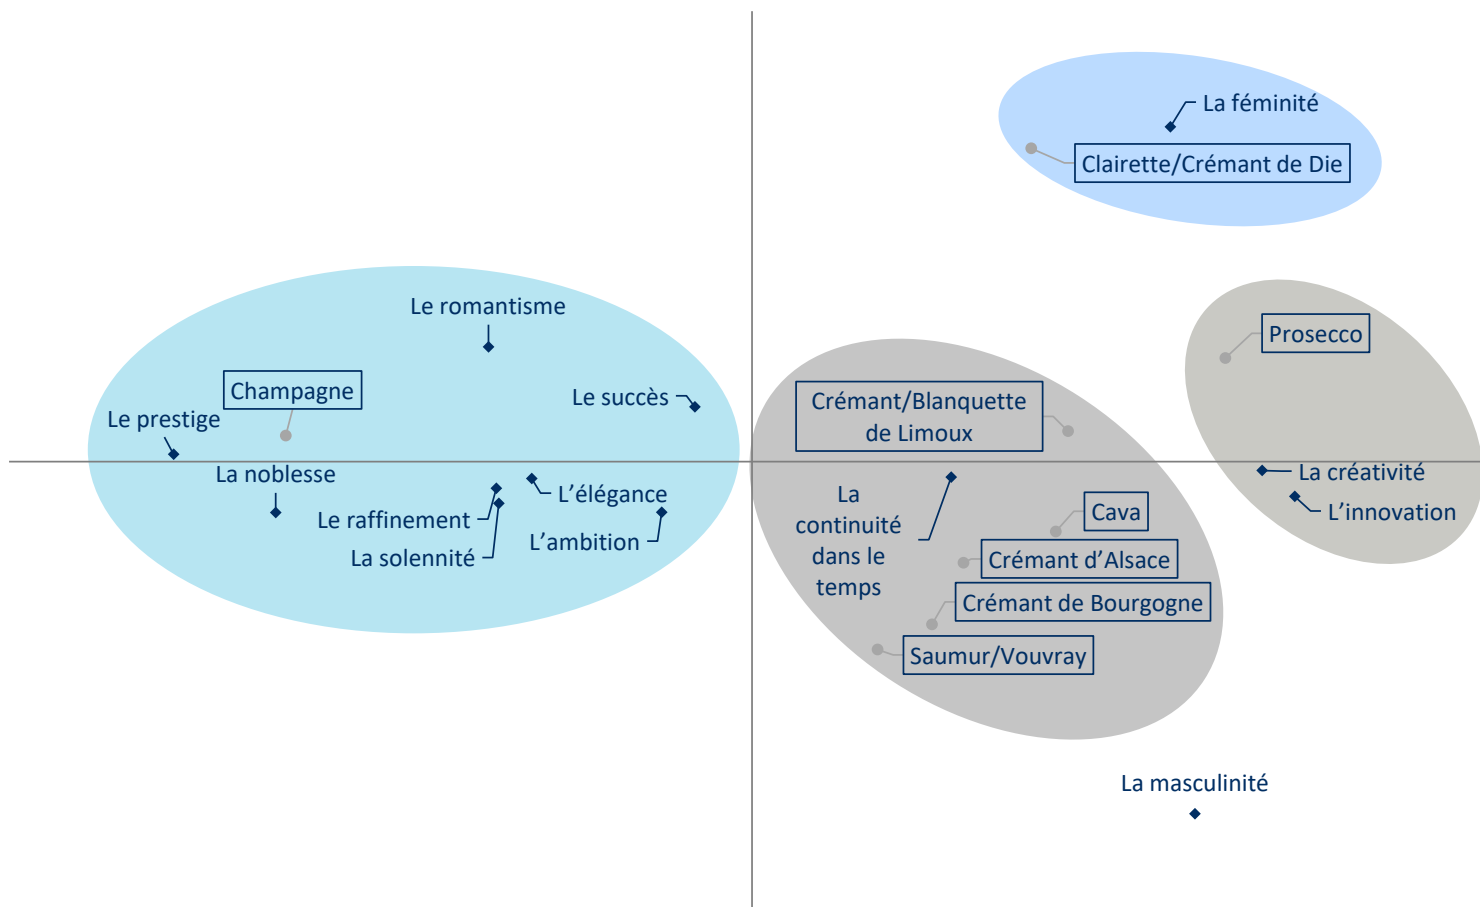 La féminité
Clairette/Crémant de Die
Le romantisme
Prosecco
Champagne
Le succès
Le prestige
Crémant/Blanquette
de Limoux
La noblesse
L’élégance
Le raffinement
L’ambition
La solennité
La
continuité
dans le
temps
La créativité
L’innovation
Cava
Crémant d’Alsace
Crémant de Bourgogne
Saumur/Vouvray
La masculinité